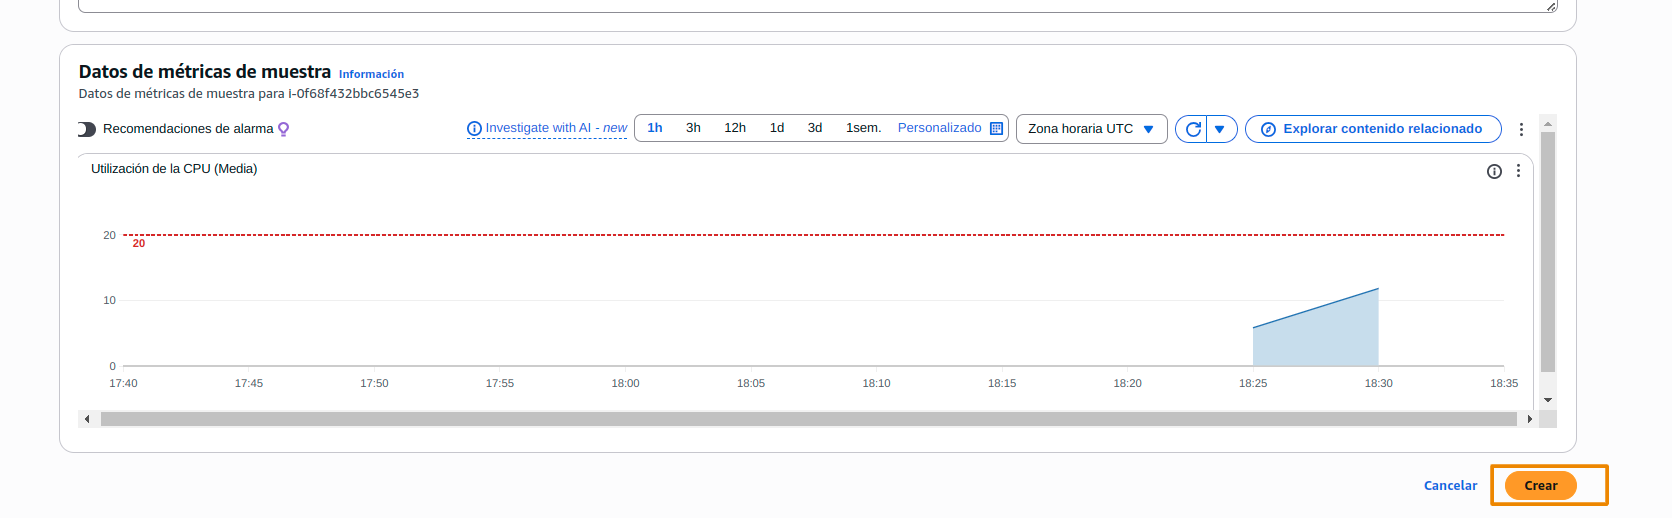 Datos de métricas de muestra Información
Datos de métricas de muestra para i-0f68f432bbc6545e3
Recomendaciones de alarma Investigate with AI - new 1h 3h 12h 1d 3d 1sem. Personalizado Zona horaria UTC Explorar contenido relacionado
Utilización de la CPU (Media)
20
20
10
0
17:40 17:45 17:50 17:55 18:00 18:05 18:10 18:15 18:20 18:25 18:30 18:35
Cancelar Crear